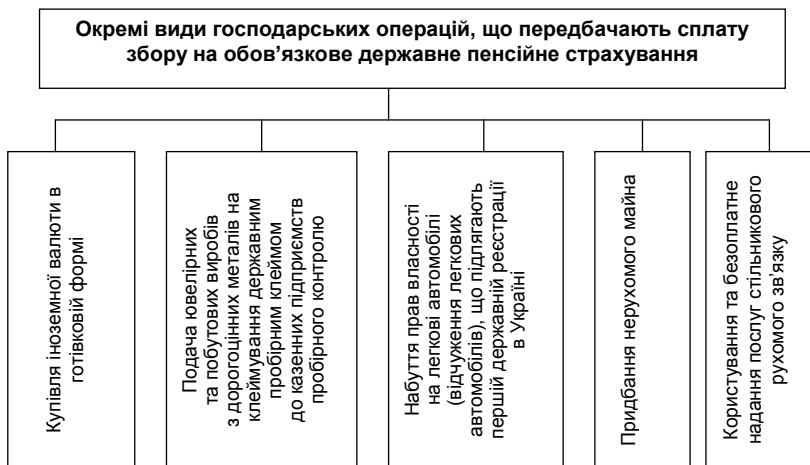 Окремі види господарських операцій, що передбачають сплату
збору на обов’язкове державне пенсійне страхування
Купівля іноземної валюти в
готівковій формі
Подача ювелірних
та побутових виробів
з дорогоцінних металів на
клеймування державним
пробірним клеймом
до казенних підприємств
пробірного контролю
Набуття прав власності
на легкові автомобілі
(відчуження легкових
автомобілів), що підлягають
першій державній реєстрації
в Україні
Придбання нерухомого майна
Користування та безоплатне
надання послуг стільникового
рухомого зв’язку